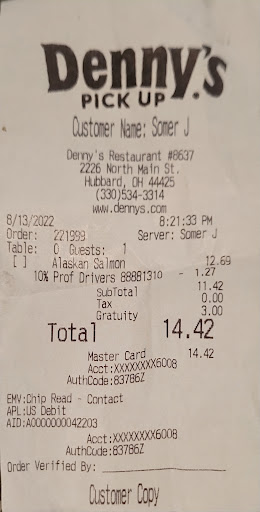 Denny's
PICK UP
Customer Name: Somer J
Denny's Restaurant #8637
2226 North Main St.
Hubbard, OH 44425
(330)534-3314
www.dennys.com
8/13/2022 8:21:33 PM
Order: 221999 Server: Somer J
Table: 0 Guests: 1
[ ] Alaskan Salmon 12.69
10% Prof Drivers 88881310 - 1.27
SubTotal 11.42
Tax 0.00
Gratuity 3.00
Total 14.42
Master Card 14.42
Acct:XXXXXXXX6008
AuthCode:83786Z
EMV:Chip Read - Contact
APL:US Debit
AID:A0000000042203
Acct:XXXXXXXX6008
AuthCode:83786Z
Order Verified By:
Customer Copy